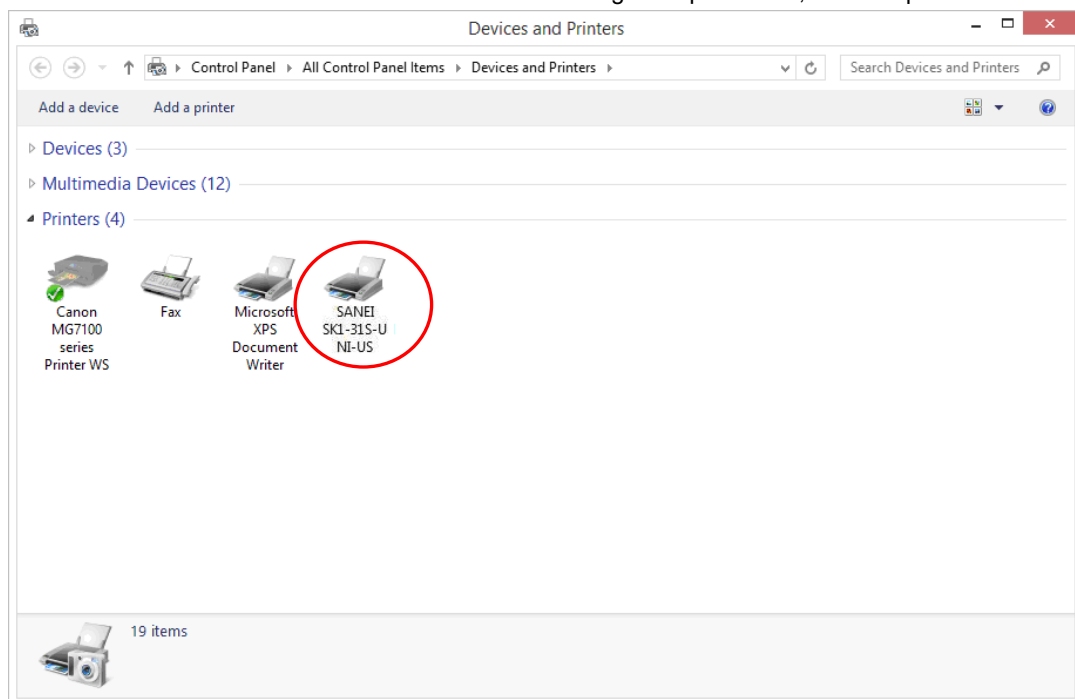 Devices and Printers
Control Panel All Control Panel Items Devices and Printers
Search Devices and Printers
Add a device Add a printer
Devices (3)
Multimedia Devices (12)
Printers (4)
Canon
MG7100
series
Printer WS
Fax
Microsoft
XPS
Document
Writer
SANEI
SK1-31S-U
NI-US
19 items